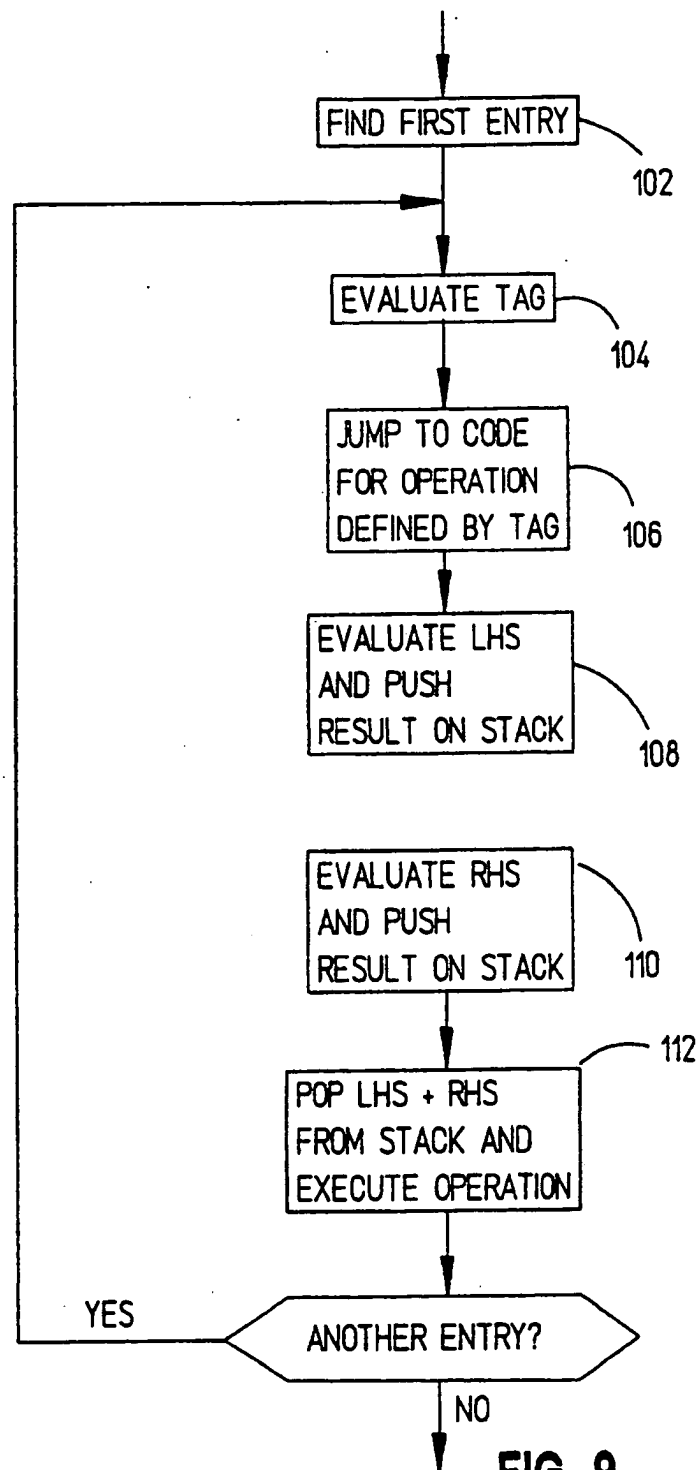 FIND FIRST ENTRY
102
EVALUATE TAG
104
JUMP TO CODE
FOR OPERATION
DEFINED BY TAG
106
EVALUATE LHS
AND PUSH
RESULT ON STACK
108
EVALUATE RHS
AND PUSH
RESULT ON STACK
110
112
POP LHS + RHS
FROM STACK AND
EXECUTE OPERATION
YES
ANOTHER ENTRY?
NO
FIG. 9